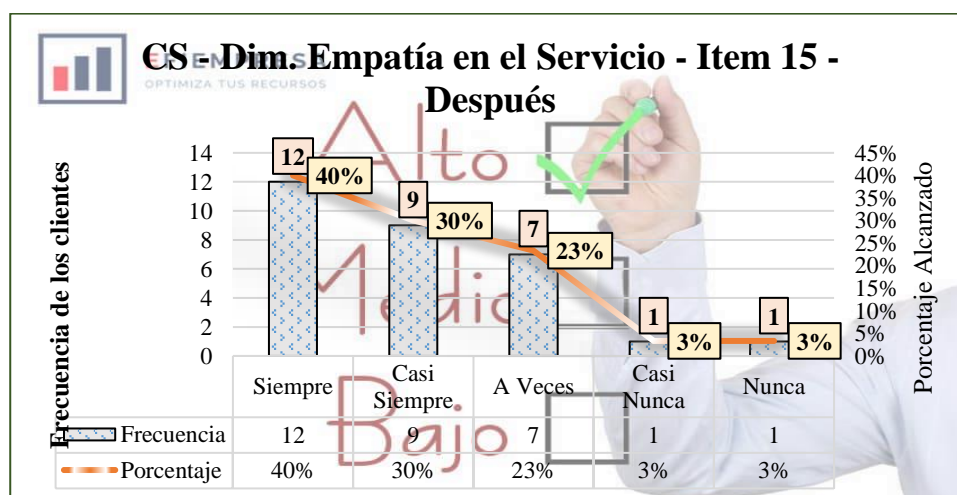 CS - Dim. Empatía en el Servicio - Item 15 -
Después
EMPRESA
OPTIMIZA TUS RECURSOS
Alto
Medio
Bajo
Frecuencia de los clientes
14
12
10
8
6
4
2
0
12
40%
9
30%
7
23%
1
3%
1
3%
45%
40%
35%
30%
25%
20%
15%
10%
5%
0%
Porcentaje Alcanzado
Siempre Casi Siempre A Veces Casi Nunca Nunca
Frecuencia 12 9 7 1 1
Porcentaje 40% 30% 23% 3% 3%